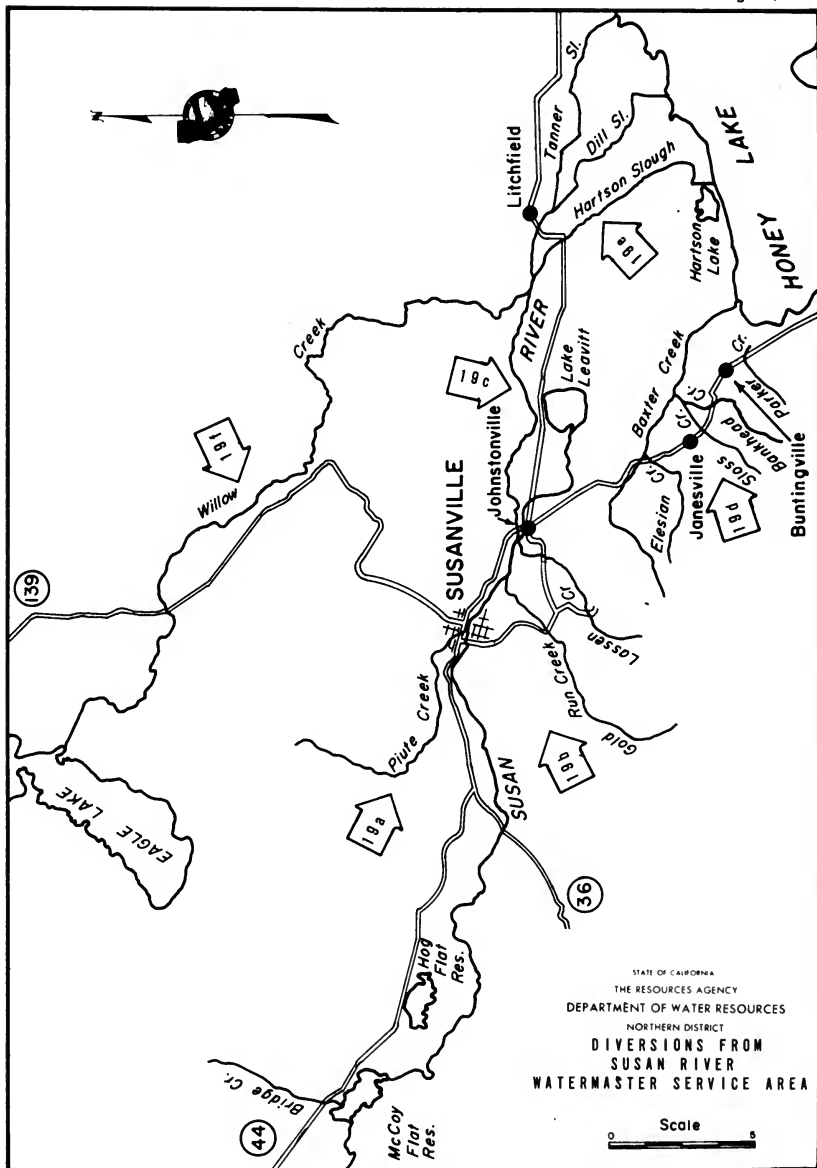 N
139
EAGLE LAKE
Willow
Creek
19f
Piute Creek
SUSANVILLE
19a
19b
19c
19d
19e
Johnstonville
RIVER
Lake
Leavitt
Litchfield
Tanner Sl.
Dill Sl.
Hartson Slough
Hartson
Lake
HONEY LAKE
Baxter Creek
Elesian Cr.
Janesville
Sloss Cr.
Bankhead Cr.
Parker Cr.
Buntingville
Lassen Cr
Gold Run Creek
SUSAN
36
Hog
Flat
Res.
Bridge Cr.
44
McCoy
Flat
Res.
STATE OF CALIFORNIA
THE RESOURCES AGENCY
DEPARTMENT OF WATER RESOURCES
NORTHERN DISTRICT
DIVERSIONS FROM
SUSAN RIVER
WATERMASTER SERVICE AREA
Scale
0 5